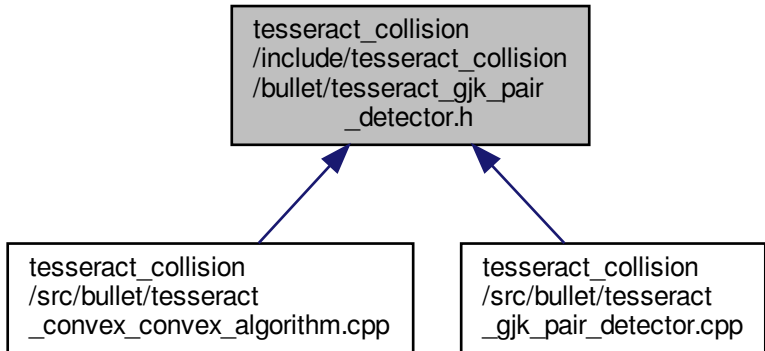 tesseract_collision
/include/tesseract_collision
/bullet/tesseract_gjk_pair
_detector.h
tesseract_collision
/src/bullet/tesseract
_convex_convex_algorithm.cpp
tesseract_collision
/src/bullet/tesseract
_gjk_pair_detector.cpp